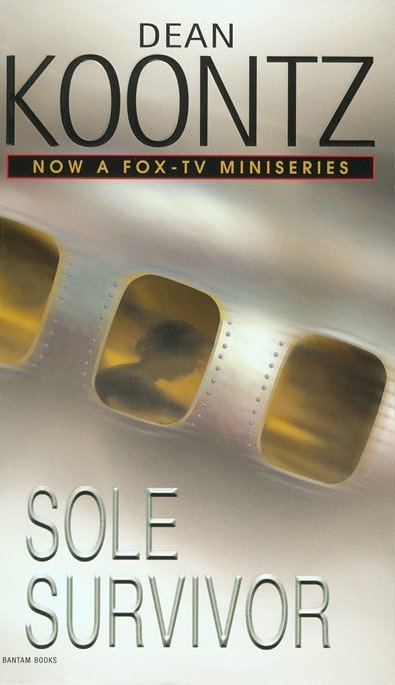 DEAN
KOONTZ
NOW A FOX-TV MINISERIES
SOLE
SURVIVOR
BANTAM BOOKS